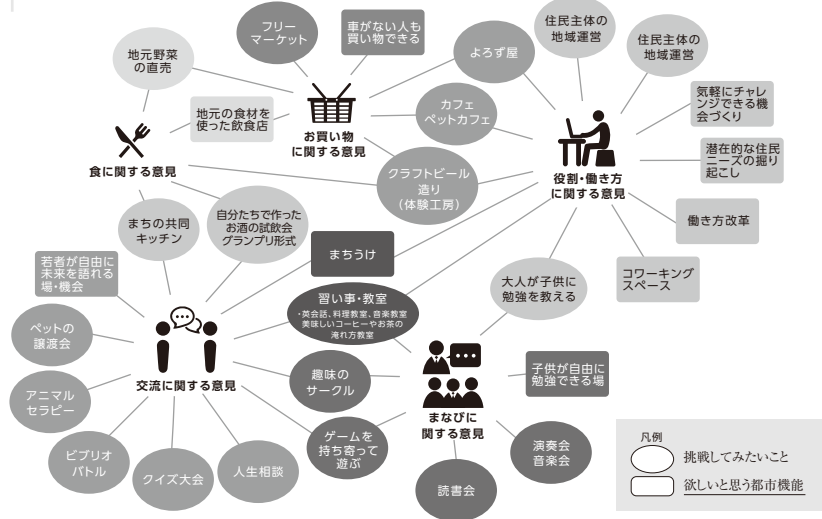 フリー
マーケット
車がない人も
買い物できる
住民主体の
地域運営
住民主体の
地域運営
地元野菜
の直売
よろず屋
気軽にチャレ
ンジできる機
会づくり
地元の食材を
使った飲食店
お買い物
に関する意見
カフェ
ペットカフェ
潜在的な住民
ニーズの掘り
起こし
食に関する意見
クラフトビール
造り
(体験工房)
役割・働き方
に関する意見
まちの共同
キッチン
自分たちで作った
お酒の試飲会
グランプリ形式
働き方改革
まちうけ
若者が自由に
未来を語れる
場・機会
コワーキング
スペース
大人が子供に
勉強を教える
習い事・教室
・英会話、料理教室、音楽教室
美味しいコーヒーやお茶の
淹れ方教室
ペットの
譲渡会
交流に関する意見
趣味の
サークル
子供が自由に
勉強できる場
アニマル
セラピー
まなびに
関する意見
ゲームを
持ち寄って
遊ぶ
演奏会
音楽会
ビブリオ
バトル
クイズ大会
人生相談
読書会
凡例
挑戦してみたいこと
欲しいと思う都市機能